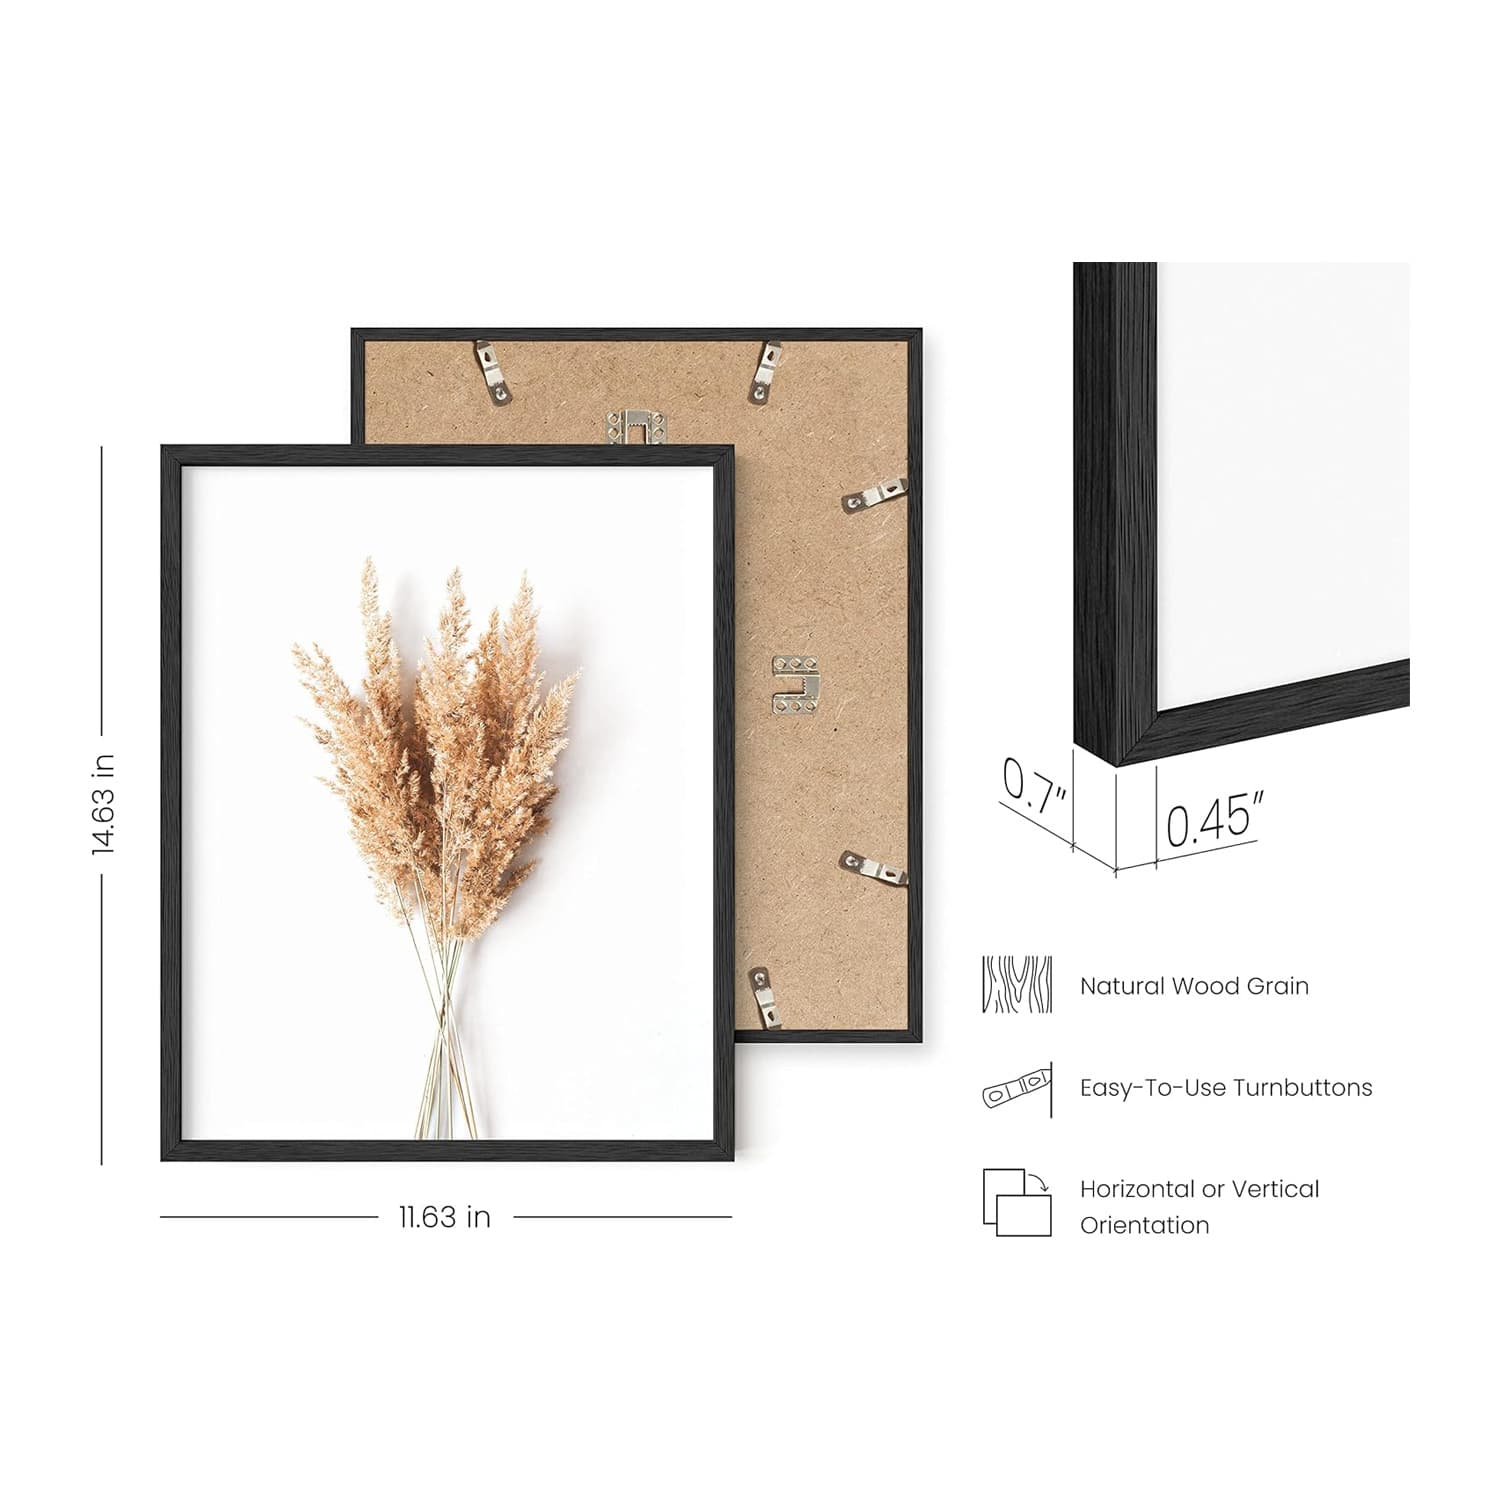 14.63 in
11.63 in
0.7"
0.45"
Natural Wood Grain
Easy-To-Use Turnbuttons
Horizontal or Vertical
Orientation